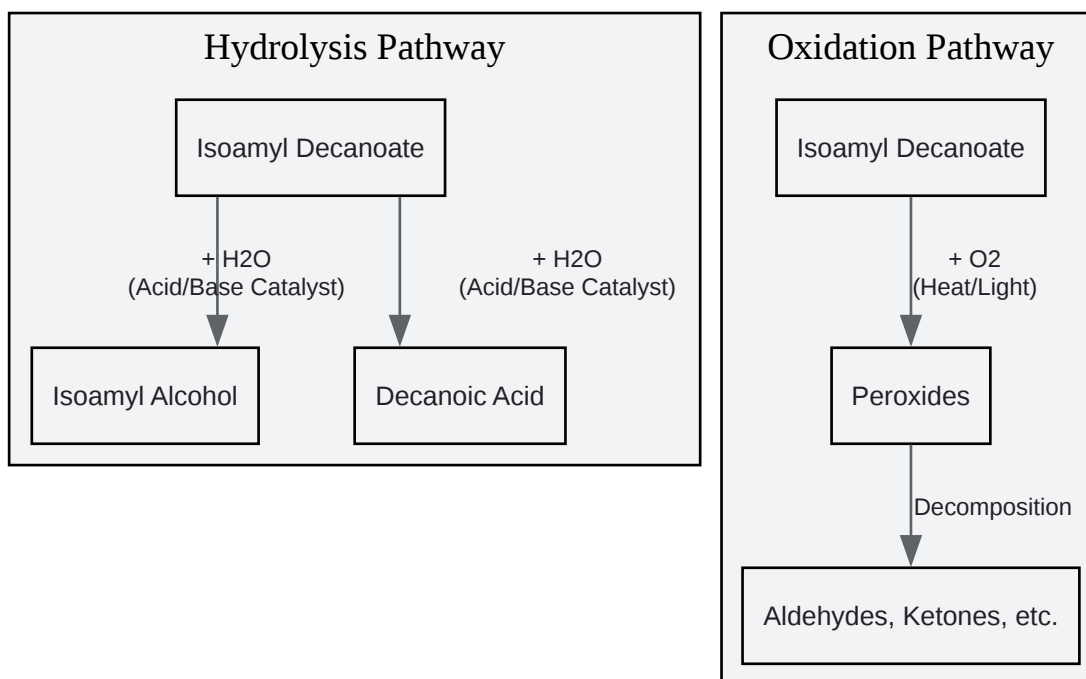 Hydrolysis Pathway
Isoamyl Decanoate
+ H2O
(Acid/Base Catalyst)
+ H2O
(Acid/Base Catalyst)
Isoamyl Alcohol
Decanoic Acid
Oxidation Pathway
Isoamyl Decanoate
+ O2
(Heat/Light)
Peroxides
Decomposition
Aldehydes, Ketones, etc.